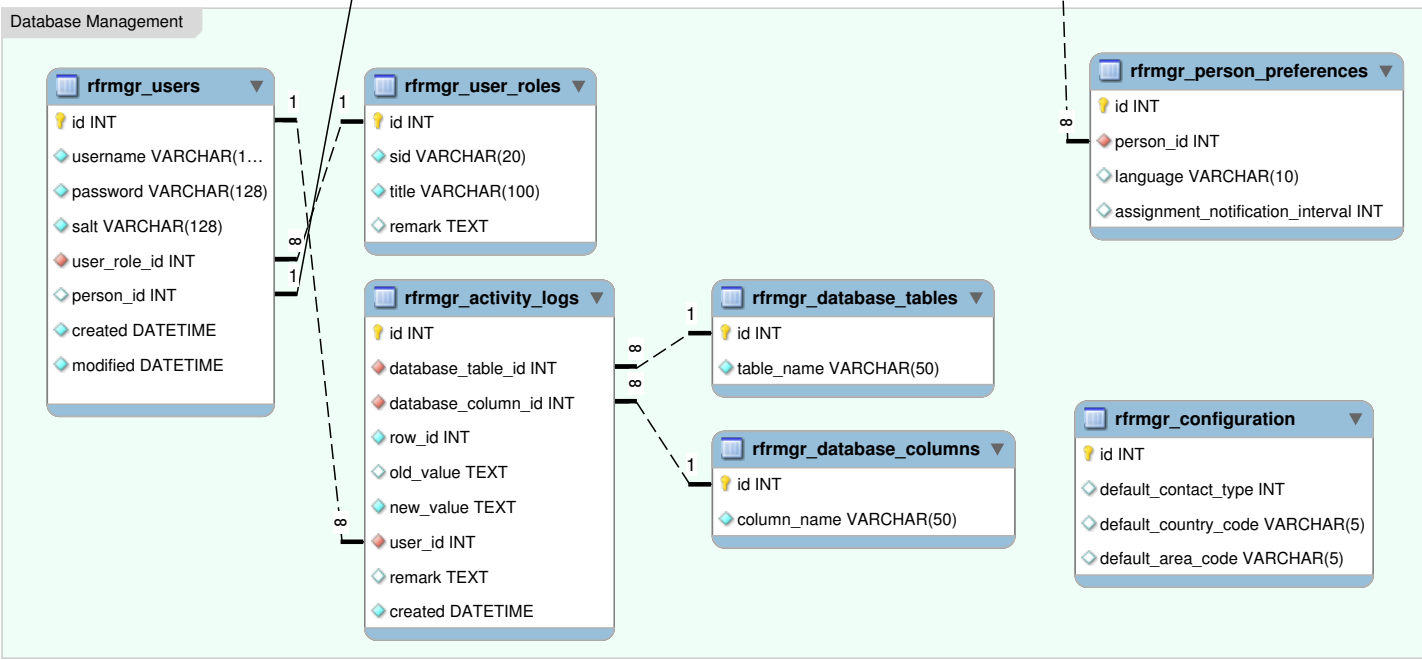 Database Management
rfrmgr_users
id INT
username VARCHAR(1...
password VARCHAR(128)
salt VARCHAR(128)
user_role_id INT
person_id INT
created DATETIME
modified DATETIME
1
∞
1
1
rfrmgr_user_roles
id INT
sid VARCHAR(20)
title VARCHAR(100)
remark TEXT
rfrmgr_activity_logs
id INT
database_table_id INT
database_column_id INT
row_id INT
old_value TEXT
new_value TEXT
user_id INT
remark TEXT
created DATETIME
∞
∞
∞
1
1
rfrmgr_database_tables
id INT
table_name VARCHAR(50)
rfrmgr_database_columns
id INT
column_name VARCHAR(50)
∞
rfrmgr_person_preferences
id INT
person_id INT
language VARCHAR(10)
assignment_notification_interval INT
rfrmgr_configuration
id INT
default_contact_type INT
default_country_code VARCHAR(5)
default_area_code VARCHAR(5)